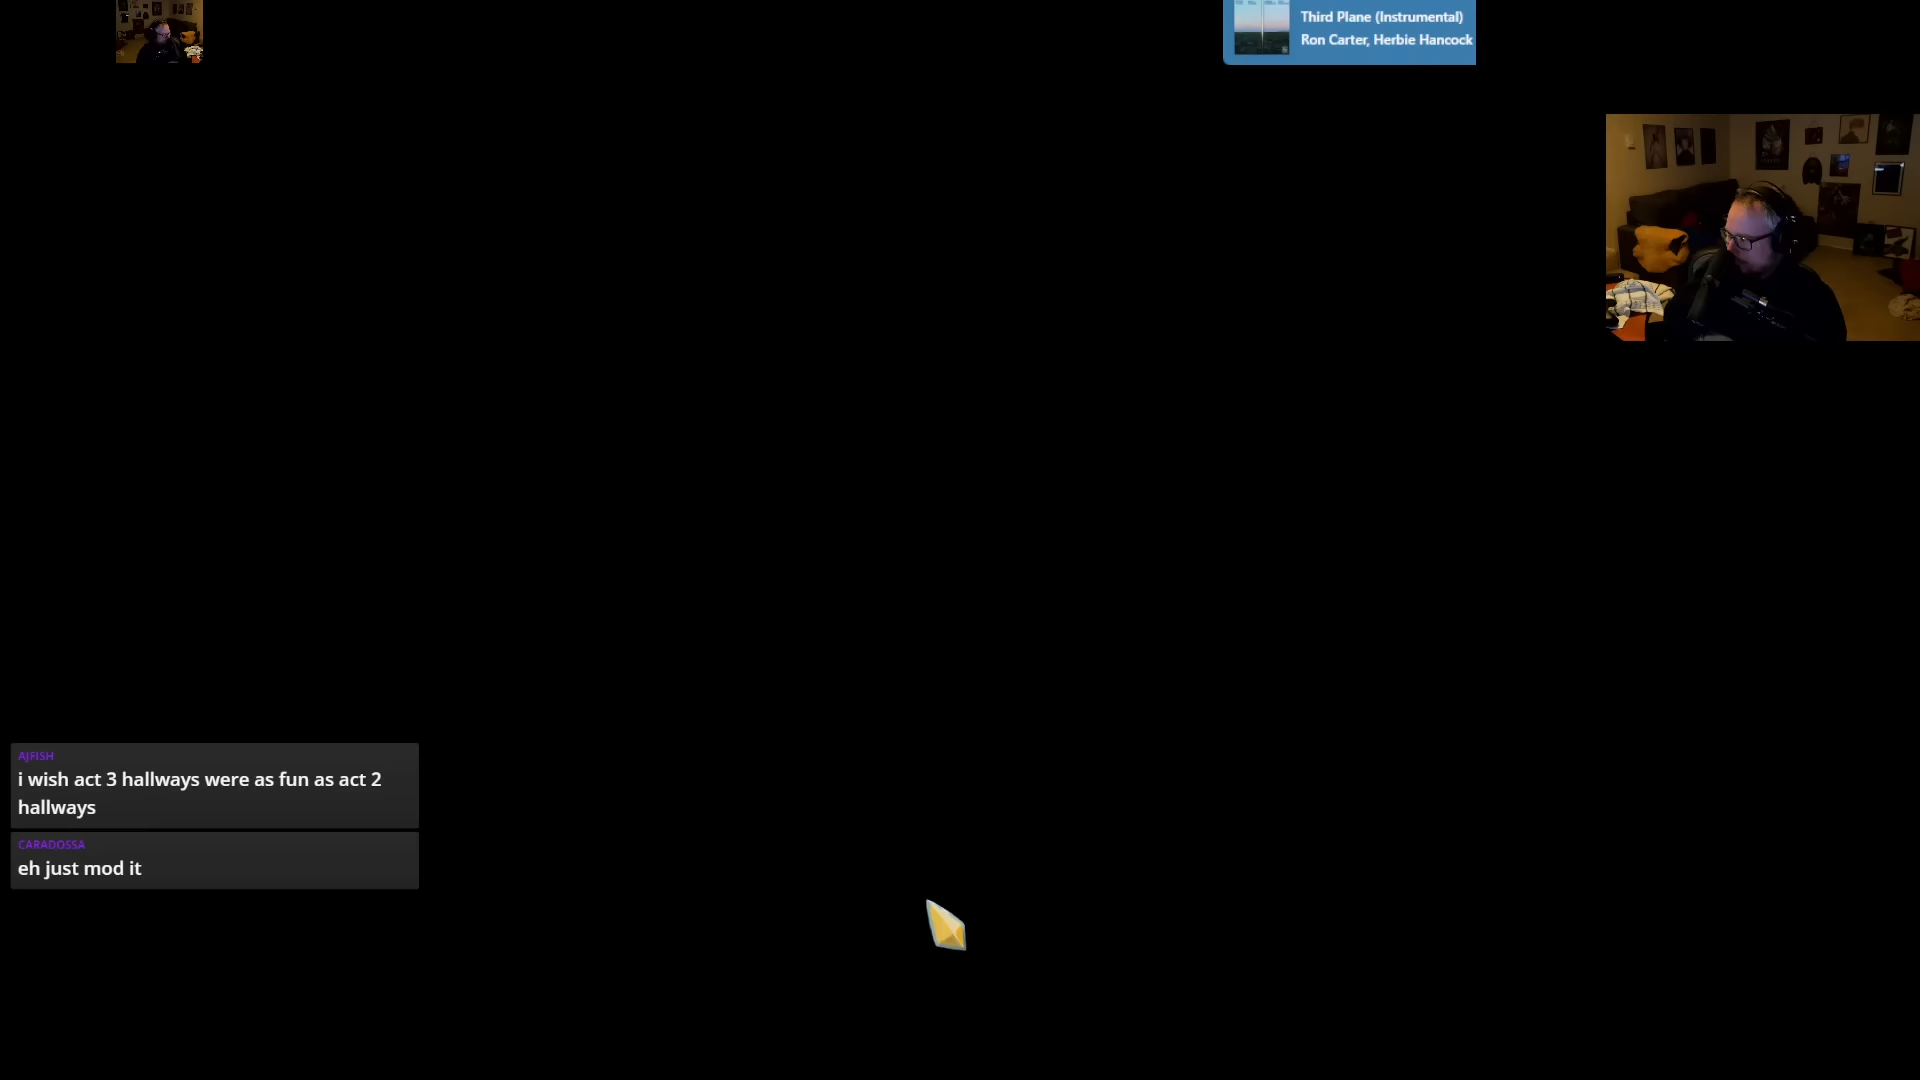 Third Plane (Instrumental)
Ron Carter, Herbie Hancock
AJFISH
i wish act 3 hallways were as fun as act 2
hallways
CARADOSSA
eh just mod it